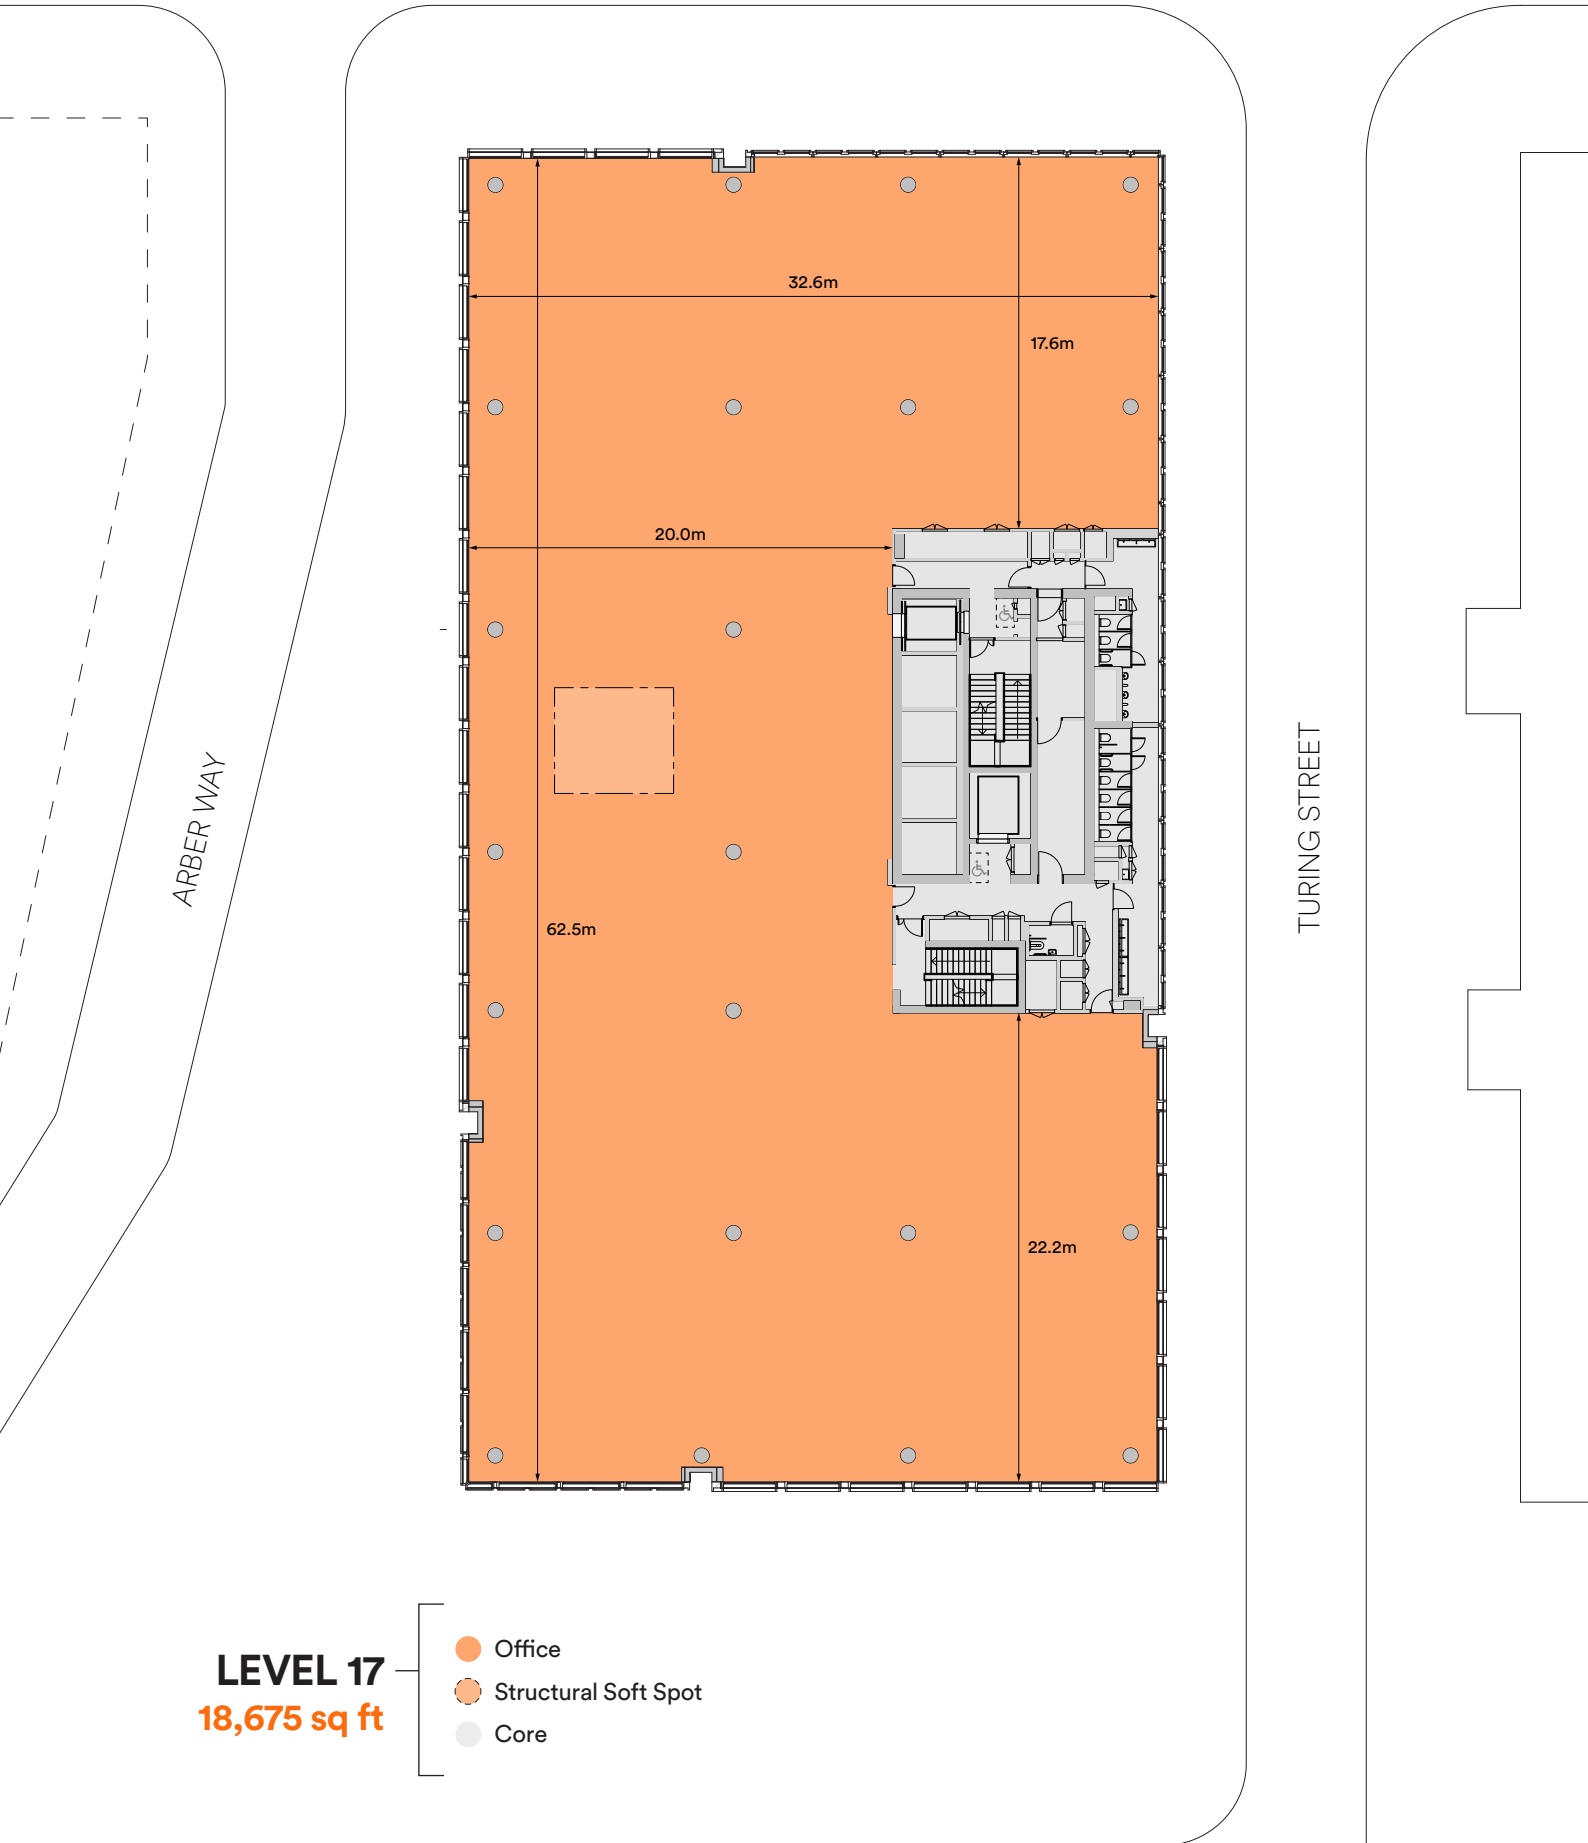 32.6m
17.6m
20.0m
ARBER WAY
TURING STREET
62.5m
22.2m
LEVEL 17
18,675 sq ft
Office
Structural Soft Spot
Core